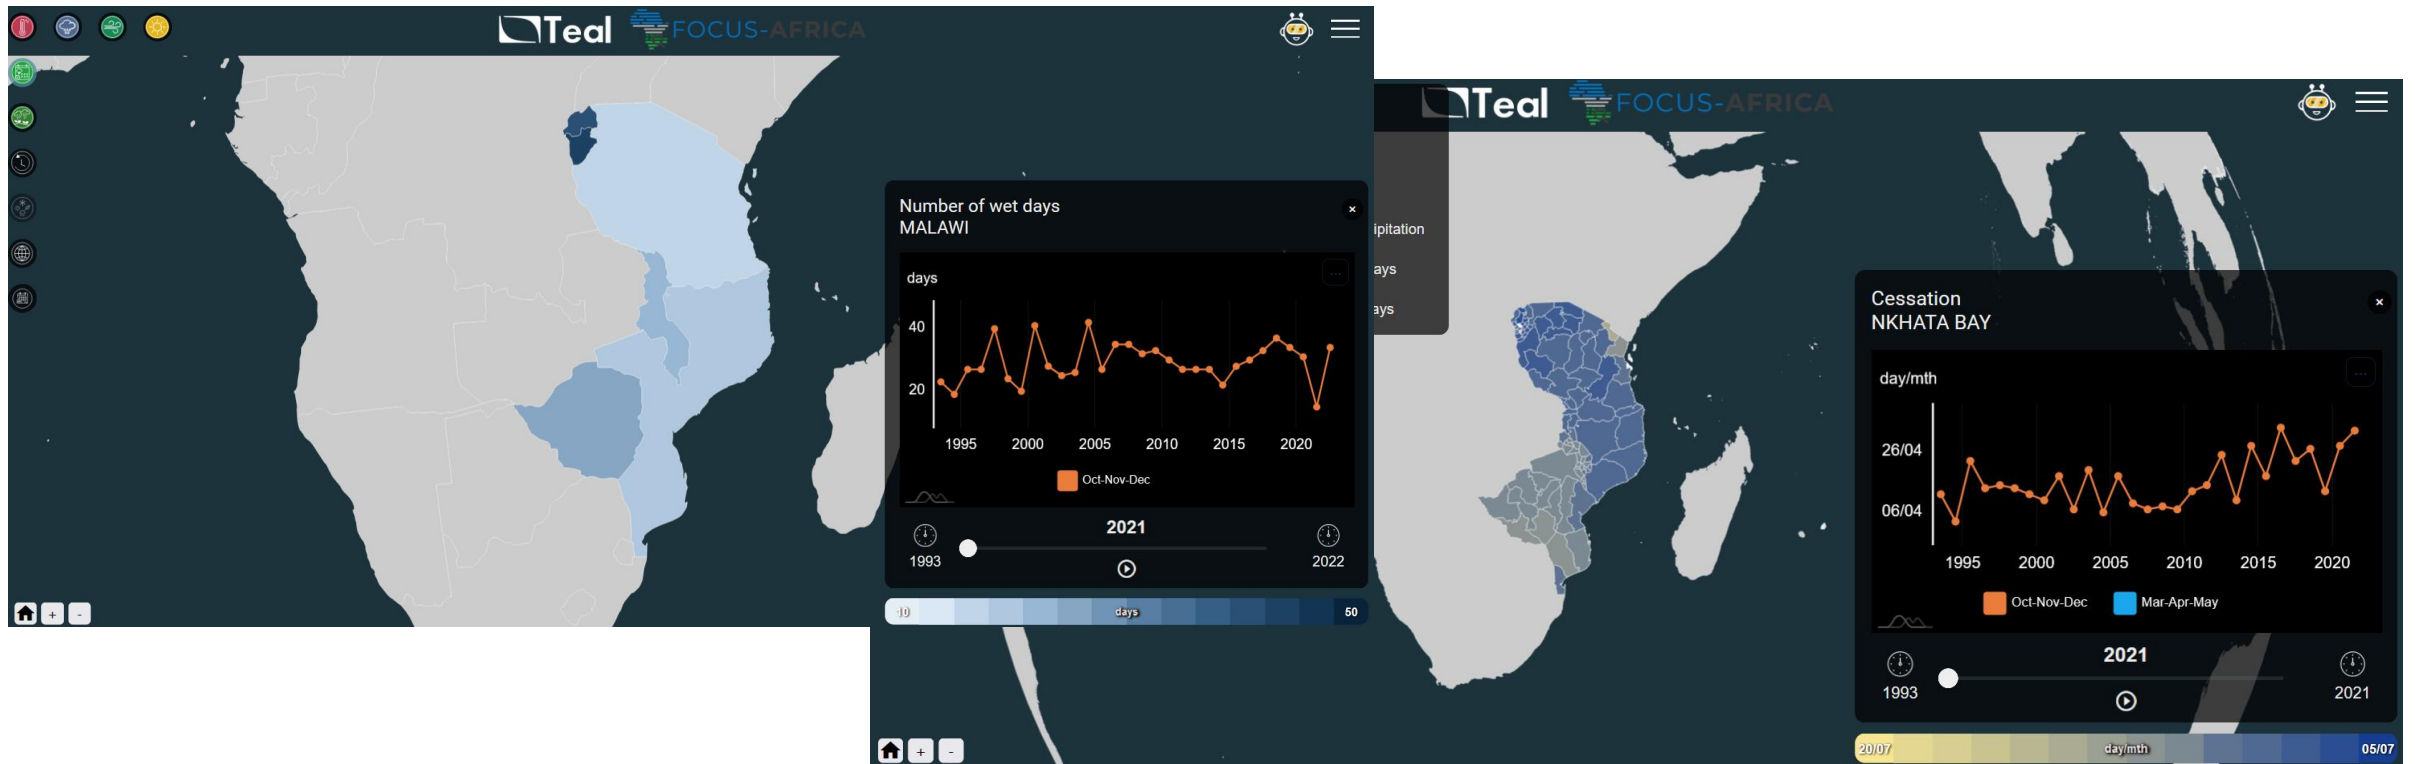 Teal FOCUS-AFRICA
Number of wet days
MALAWI
days
40
20
1995 2000 2005 2010 2015 2020
Oct-Nov-Dec
2021
1993 2022
10 days 50
+ -
Teal FOCUS-AFRICA
ipitation
ays
ays
Cessation
NKHATA BAY
day/mth
26/04
06/04
1995 2000 2005 2010 2015 2020
Oct-Nov-Dec Mar-Apr-May
2021
1993 2021
20/07 day/mth 05/07
+ -